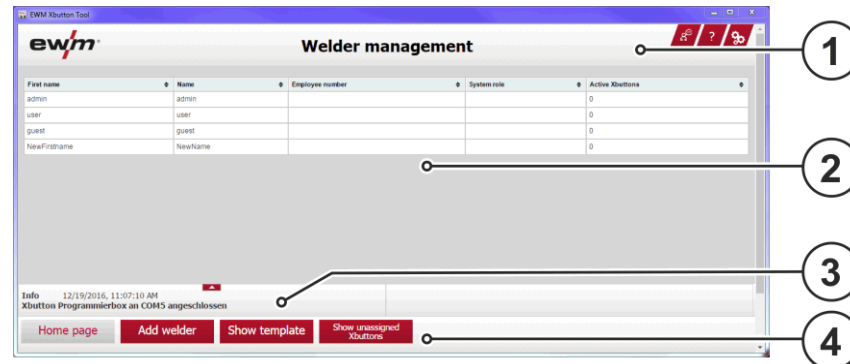 EWM Xbutton Tool
ewm
Welder management
?
1
First name Name Employee number System role Active Xbuttons
admin admin 0
user user 0
guest guest 0
NewFirstname NewName 0
2
3
Info 12/19/2016, 11:07:10 AM
Xbutton Programmierbox an COM5 angeschlossen
Home page Add welder Show template Show unassigned
Xbuttons
4